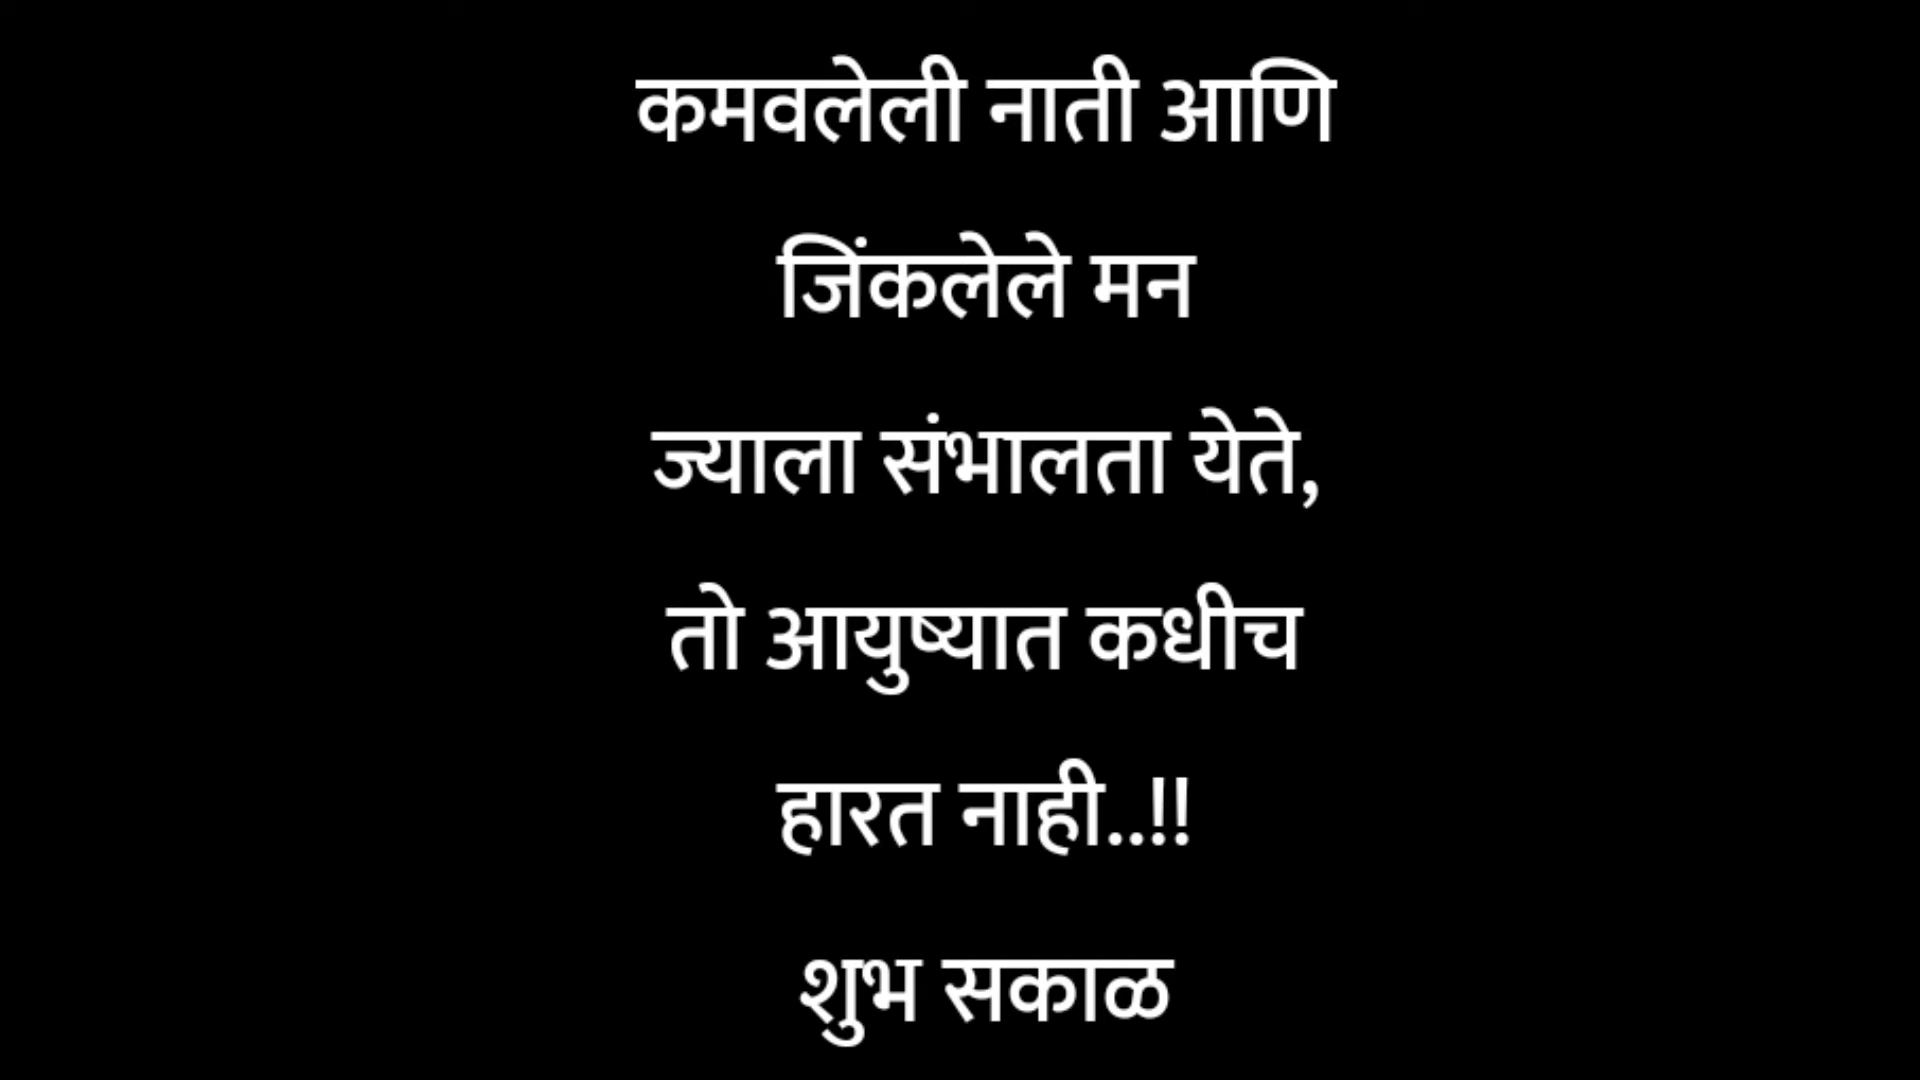 कमवलेली नाती आणि
जिंकलेले मन
ज्याला संभालता येते,
तो आयुष्यात कधीच
हारत नाही..!!
शुभ सकाळ